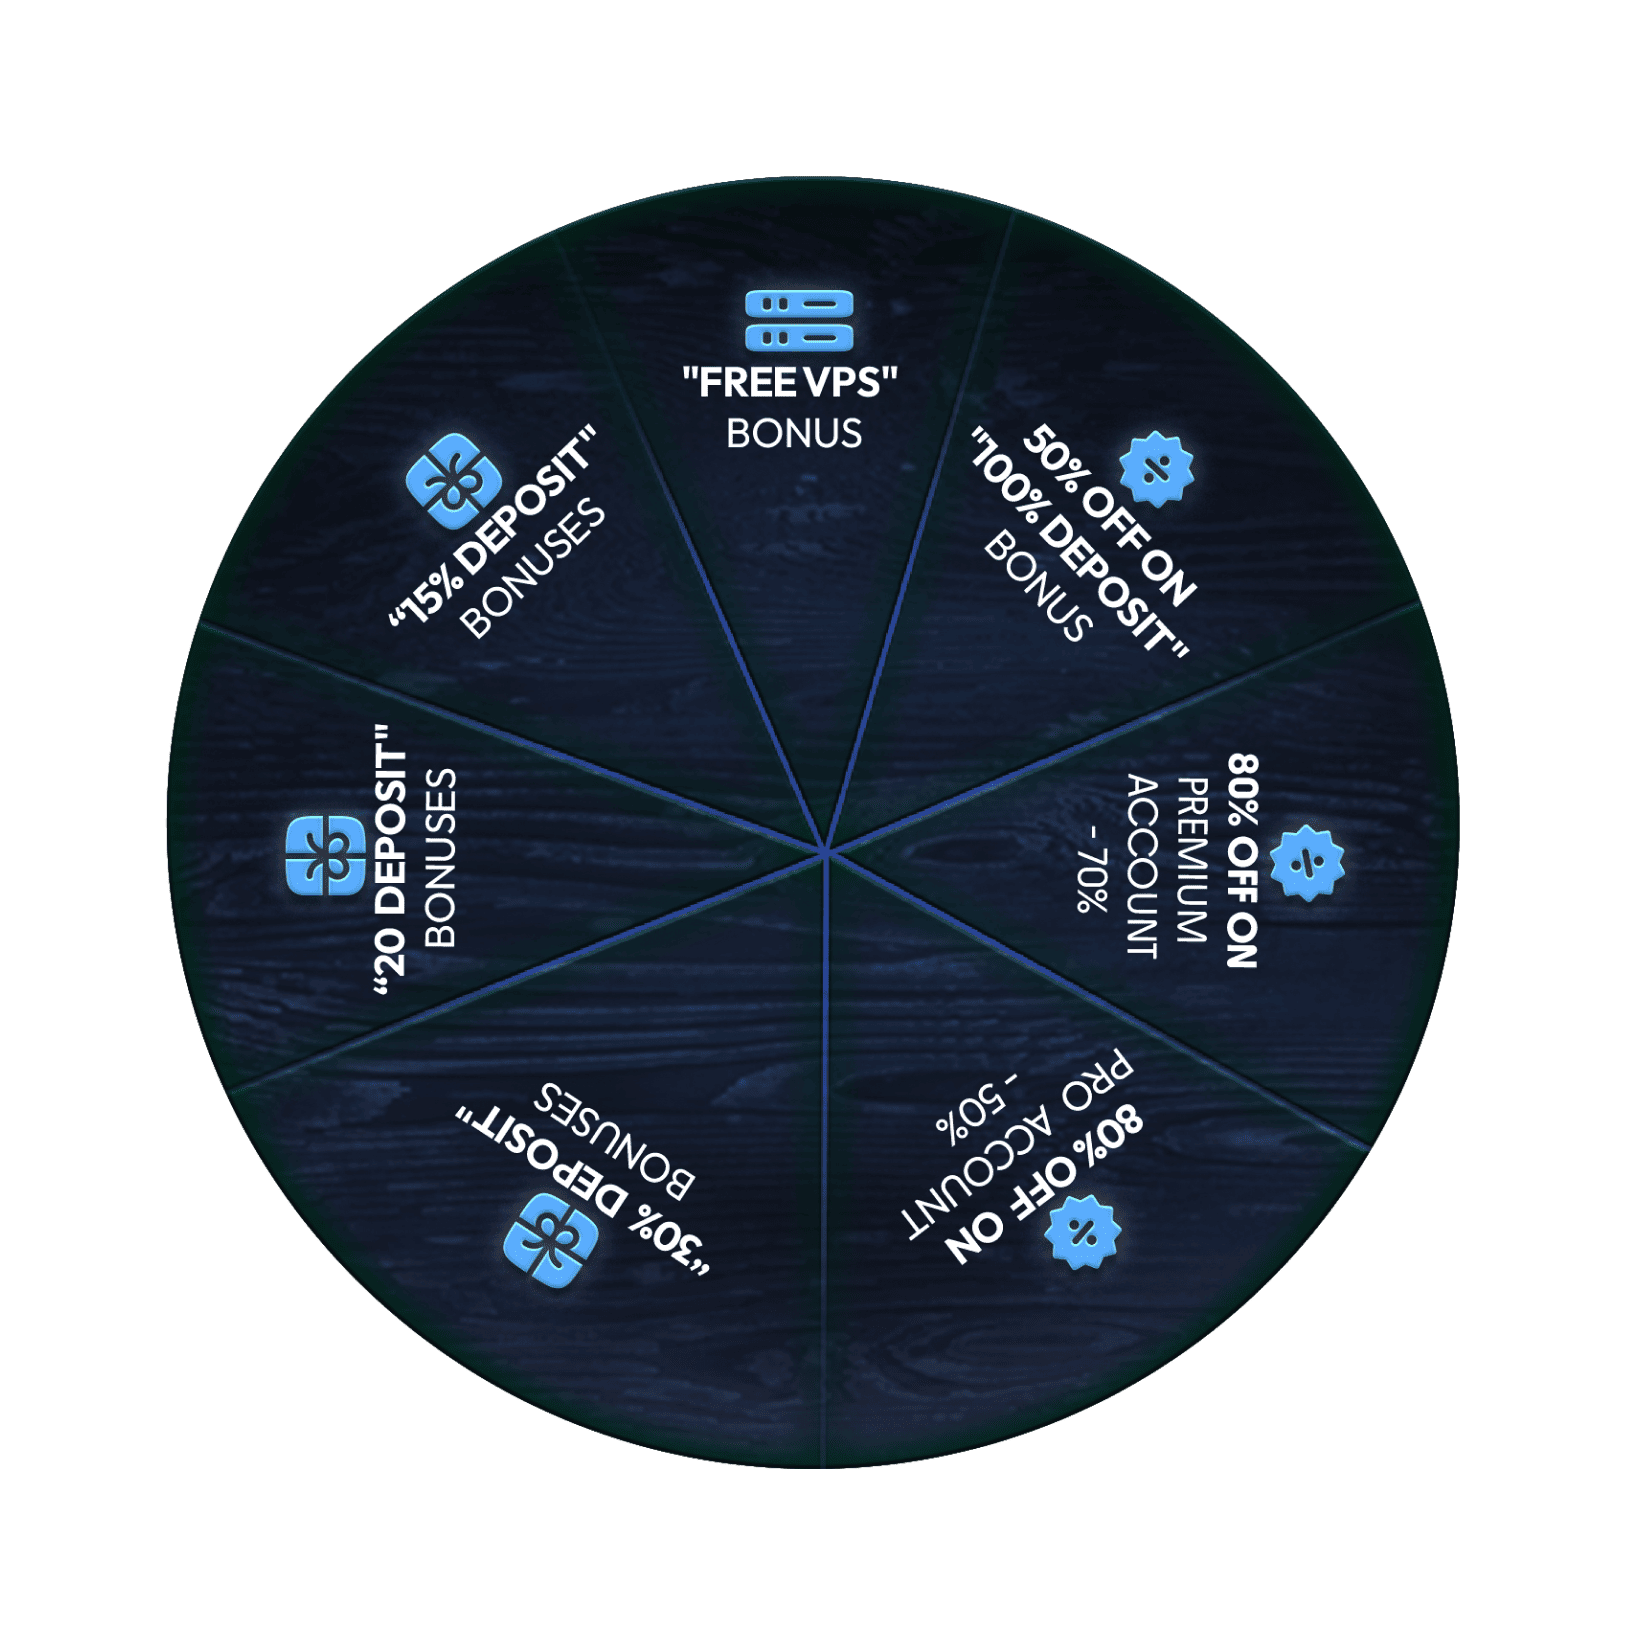 "FREE VPS"
BONUS
50% OFF ON
"100% DEPOSIT"
BONUS
80% OFF ON
PREMIUM
ACCOUNT
- 70%
80% OFF ON
PRO ACCOUNT
- 50%
“30% DEPOSIT"
BONUSES
“20 DEPOSIT"
BONUSES
“15% DEPOSIT"
BONUSES